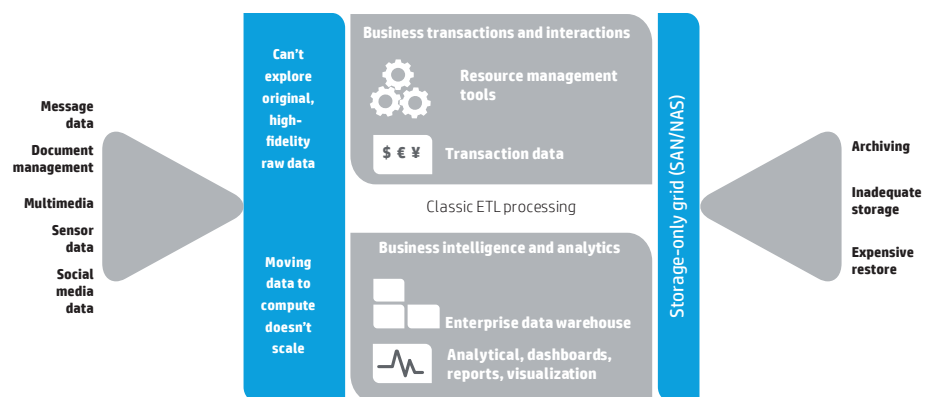 Message
data
Document
management
Multimedia
Sensor
data
Social
media
data
Can't
explore
original,
high-
fidelity
raw data
Moving
data to
compute
doesn't
scale
Business transactions and interactions
Resource management
tools
$ € ¥
Transaction data
Classic ETL processing
Business intelligence and analytics
Enterprise data warehouse
Analytical, dashboards,
reports, visualization
Storage-only grid (SAN/NAS)
Archiving
Inadequate
storage
Expensive
restore